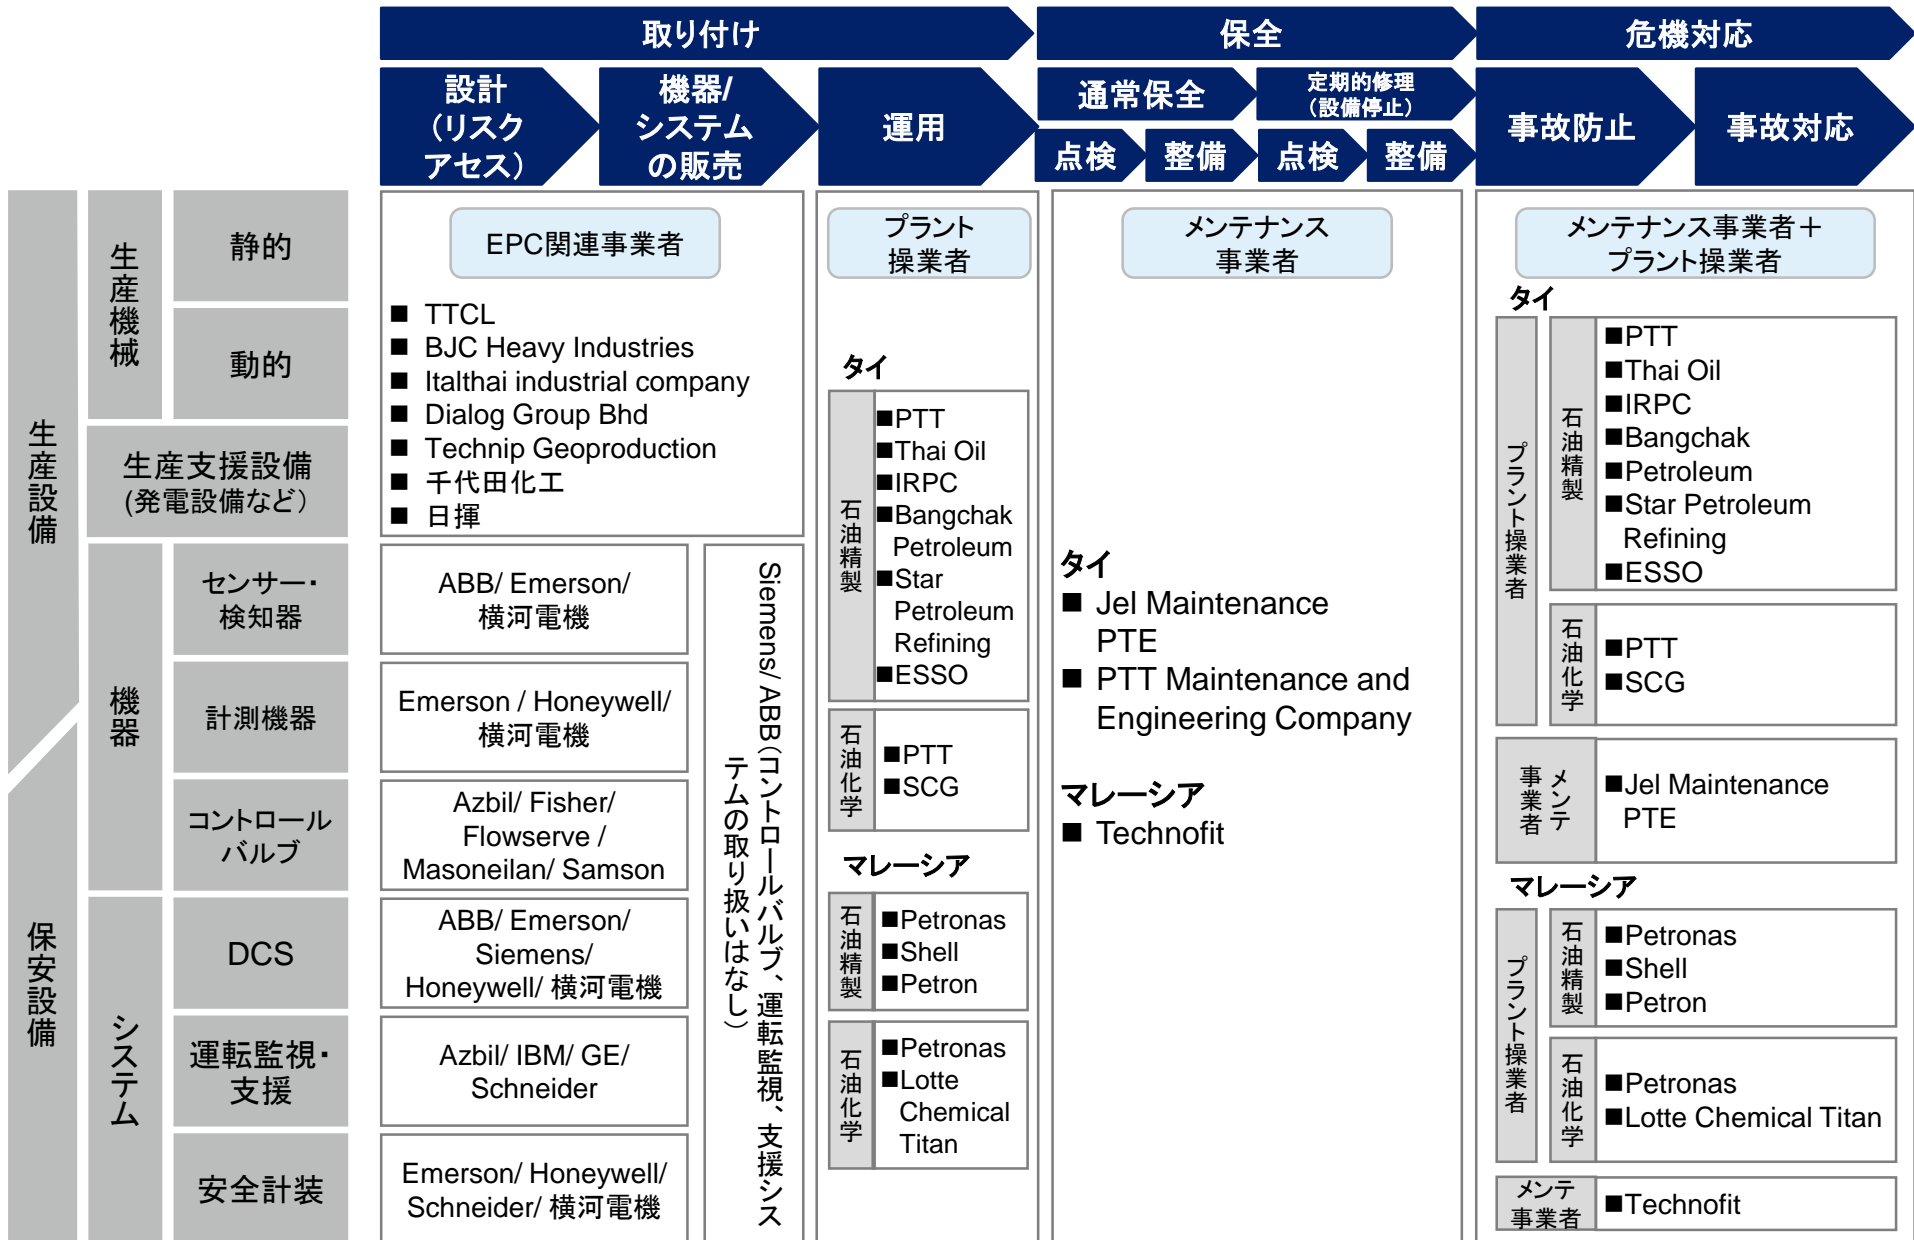 取り付け
保全
危機対応
設計
（リスク
アセス）
機器/
システム
の販売
運用
通常保全
定期的修理
（設備停止）
点検
整備
点検
整備
事故防止
事故対応
生産設備
保安設備
生産機械
静的
動的
生産支援設備
(発電設備など）
機器
センサー・
検知器
計測機器
コントロール
バルブ
システム
DCS
運転監視・
支援
安全計装
EPC関連事業者
■ TTCL
■ BJC Heavy Industries
■ Italthai industrial company
■ Dialog Group Bhd
■ Technip Geoproduction
■ 千代田化工
■ 日揮
ABB/ Emerson/
横河電機
Emerson / Honeywell/
横河電機
Azbil/ Fisher/
Flowserve /
Masoneilan/ Samson
ABB/ Emerson/
Siemens/
Honeywell/ 横河電機
Azbil/ IBM/ GE/
Schneider
Emerson/ Honeywell/
Schneider/ 横河電機
Siemens/ ABB（コントロールバルブ、運転監視、支援シス
テムの取り扱いはなし）
プラント
操業者
タイ
石油精製
■PTT
■Thai Oil
■IRPC
■Bangchak
Petroleum
■Star
Petroleum
Refining
■ESSO
石油化学
■PTT
■SCG
マレーシア
石油精製
■Petronas
■Shell
■Petron
石油化学
■Petronas
■Lotte
Chemical
Titan
メンテナンス
事業者
タイ
■ Jel Maintenance
PTE
■ PTT Maintenance and
Engineering Company
マレーシア
■ Technofit
メンテナンス事業者＋
プラント操業者
タイ
プラント操業者
石油精製
■PTT
■Thai Oil
■IRPC
■Bangchak
■Petroleum
■Star Petroleum
Refining
■ESSO
石油化学
■PTT
■SCG
メンテ
事業者
■Jel Maintenance
PTE
マレーシア
プラント操業者
石油精製
■Petronas
■Shell
■Petron
石油化学
■Petronas
■Lotte Chemical Titan
メンテ
事業者
■Technofit